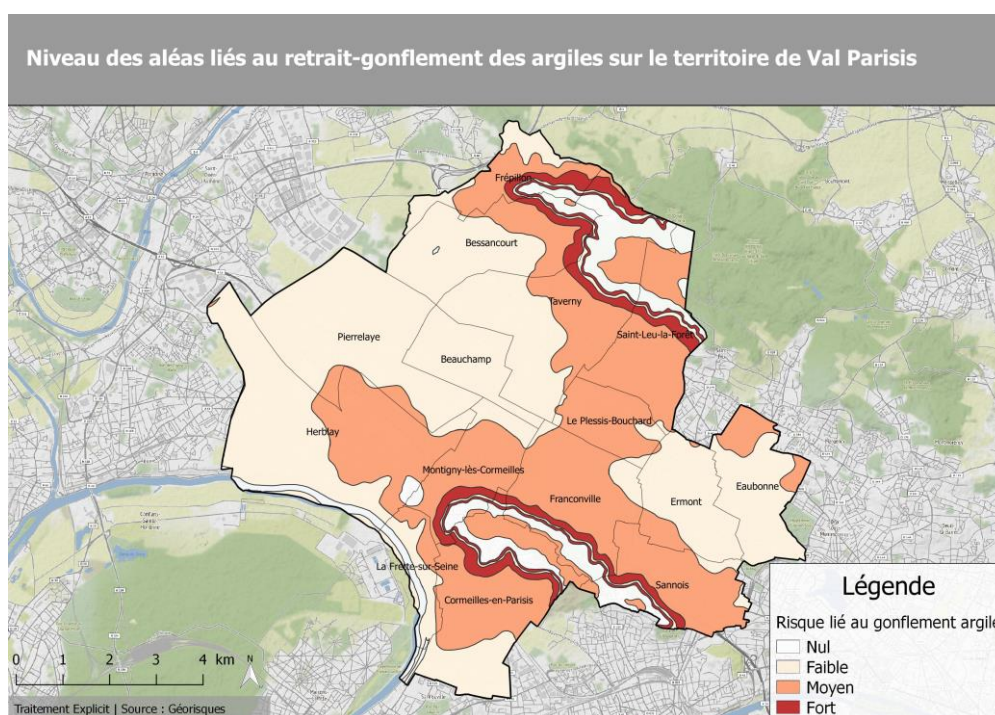 Niveau des aléas liés au retrait-gonflement des argiles sur le territoire de Val Parisis
Frépillon
Bessancourt
Taverny
Saint-Leu-la-Forêt
Pierrelaye
Beauchamp
Le Plessis-Bouchard
Herblay
Montigny-lès-Cormeilles
Franconville
Ermont
Eaubonne
La Frette-sur-Seine
Sannois
Cormeilles-en-Parisis
Légende
Risque lié au gonflement argile
Nul
Faible
Moyen
Fort
0 1 2 3 4 km
N
Traitement Explicit | Source : Géorisques